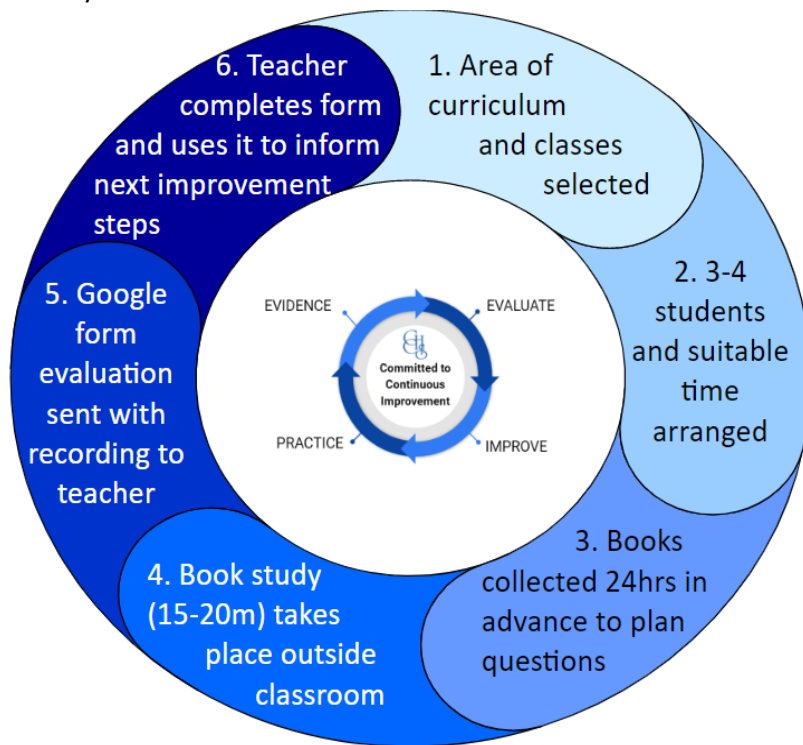 1. Area of
curriculum
and classes
selected
2. 3-4
students
and suitable
time
arranged
3. Books
collected 24hrs in
advance to plan
questions
4. Book study
(15-20m) takes
place outside
classroom
5. Google
form
evaluation
sent with
recording to
teacher
6. Teacher
completes form
and uses it to inform
next improvement
steps
EVIDENCE
EVALUATE
Committed to
Continuous
Improvement
PRACTICE
IMPROVE